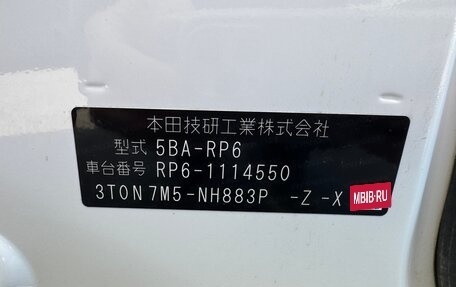 本田技研工業株式会社
型式 5BA-RP6
車台番号 RP6-1114550
3TON7M5-NH883P -Z -X
MBIB.RU